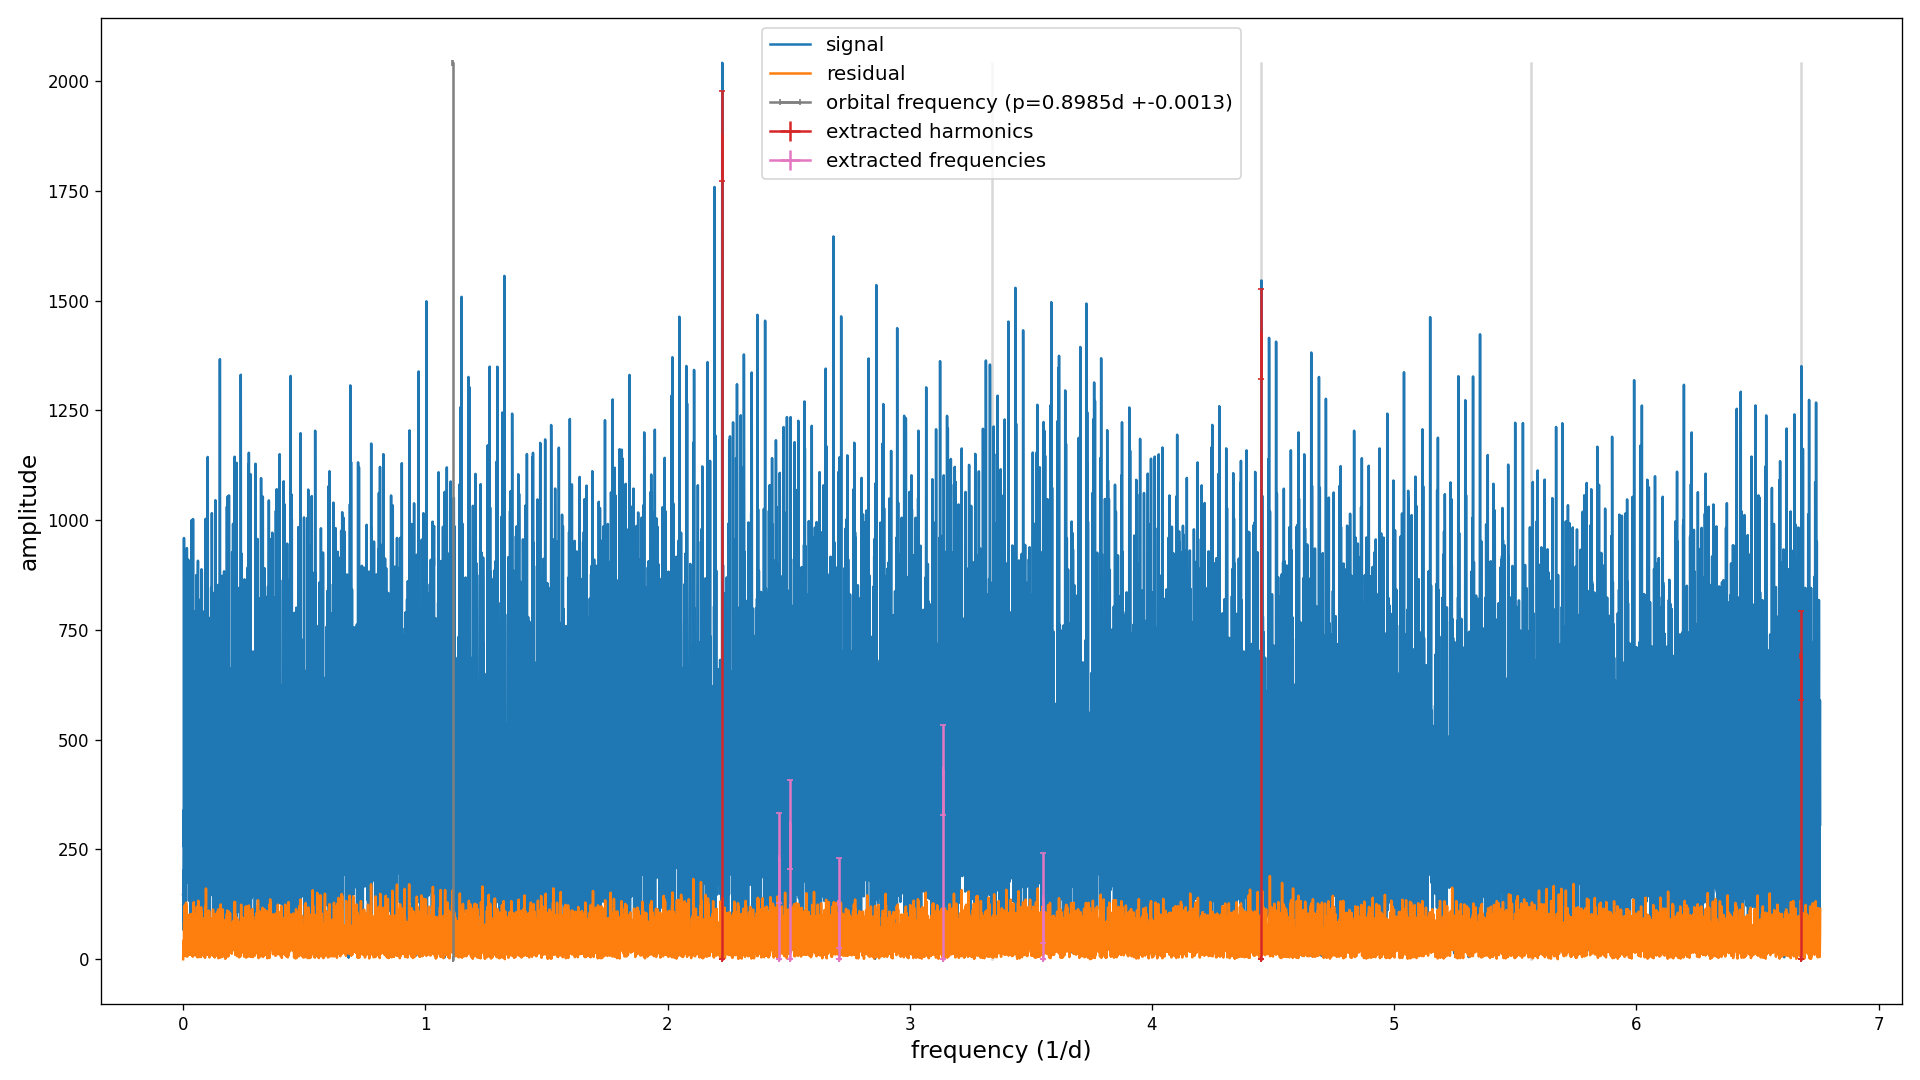 signal
residual
orbital frequency (p=0.8985d +-0.0013)
extracted harmonics
extracted frequencies
2000
1750
1500
1250
1000
750
500
250
0
amplitude
0 1 2 3 4 5 6 7
frequency (1/d)